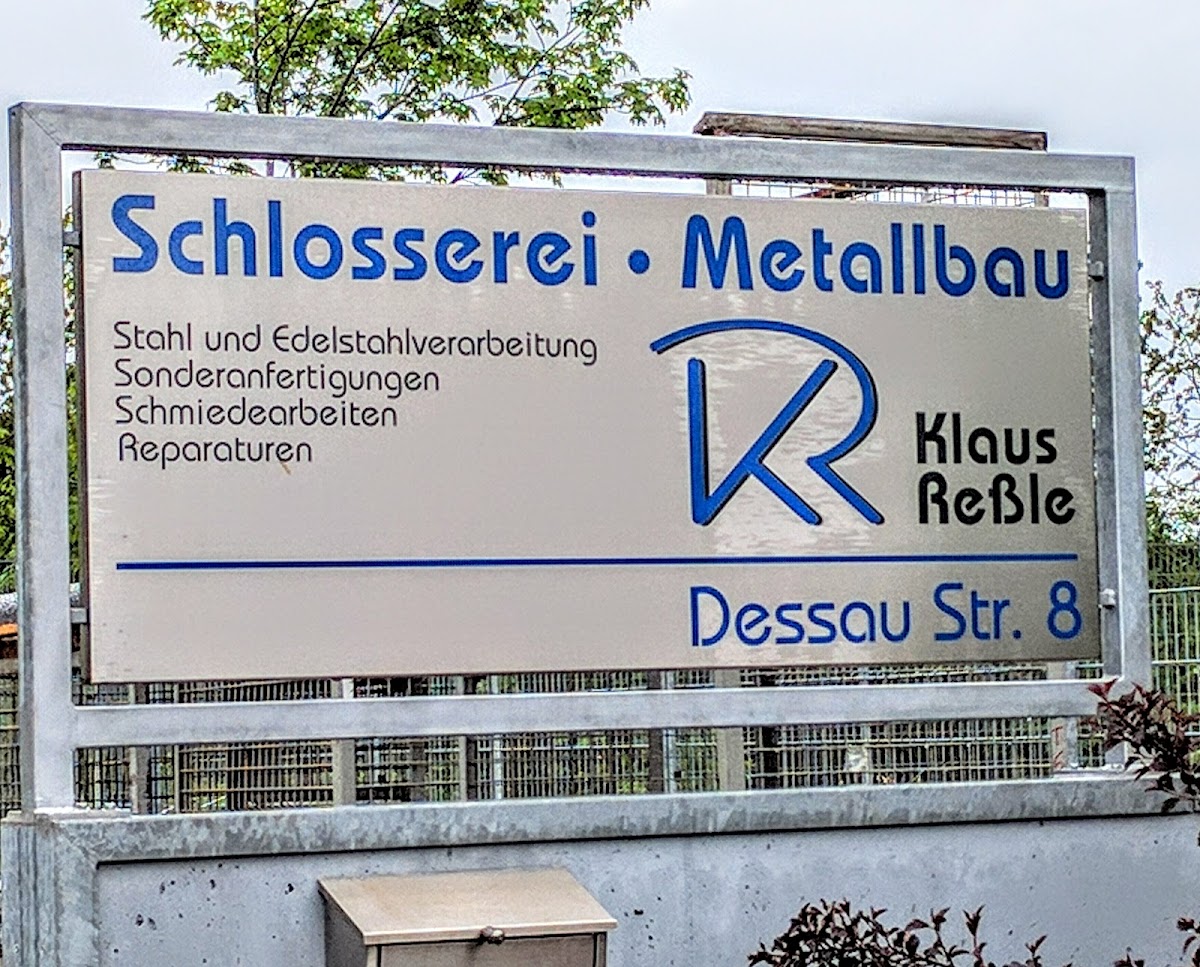 Schlosserei • Metallbau
Stahl und Edelstahlverarbeitung
Sonderanfertigungen
Schmiedearbeiten
Reparaturen
KR
Klaus
Reßle
Dessau Str. 8